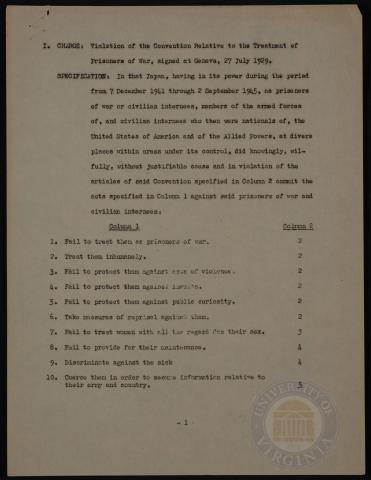 I. CHARGE: Violation of the Convention Relative to the Treatment of
Prisoners of War, signed at Geneva, 27 July 1929.
SPECIFICATION: In that Japan, having in its power during the period
from 7 December 1941 through 2 September 1945, as prisoners
of war or civilian internees, members of the armed forces
of, and civilian internees who then were nationals of, the
United States of America and of the Allied Powers, at divers
places within areas under its control, did knowingly, wil-
fully, without justifiable cause and in violation of the
articles of said Convention specified in Column 2 commit the
acts specified in Column 1 against said prisoners of war and
civilian internees:
Column 1 Column 2
1. Fail to treat them as prisoners of war. 2
2. Treat them inhumanely. 2
3. Fail to protect them against acts of violence. 2
4. Fail to protect them against insults. 2
5. Fail to protect them against public curiosity. 2
6. Take measures of reprisal against them. 2
7. Fail to treat women with all the regard due their sex. 3
8. Fail to provide for their maintenance. 4
9. Discriminate against the sick 4
10. Coerce them in order to secure information relative to
their army and country. 5
- 1 -
UNIVERSITY OF VIRGINIA